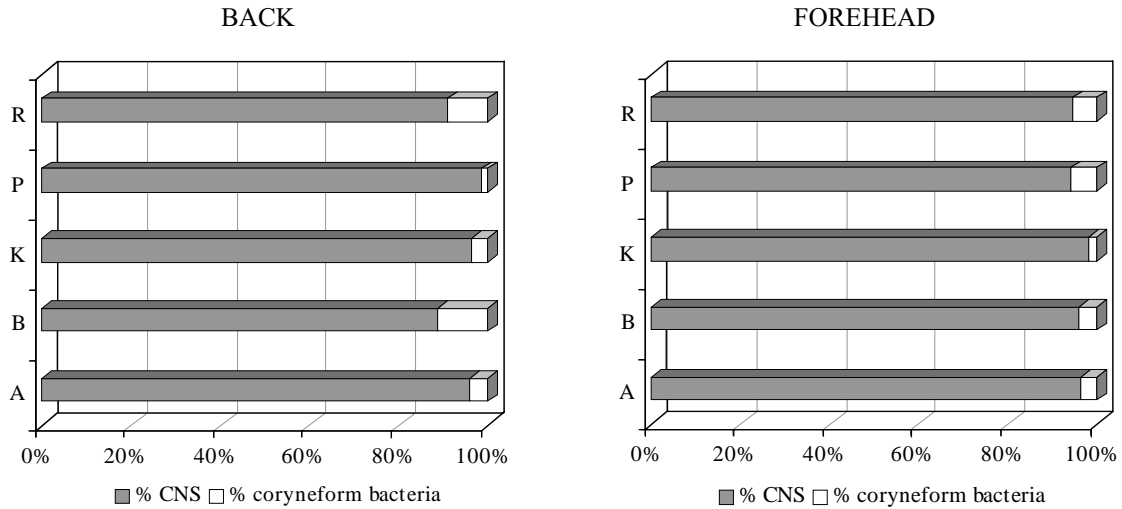 BACK
R
P
K
B
A
0% 20% 40% 60% 80% 100%
% CNS % coryneform bacteria
FOREHEAD
R
P
K
B
A
0% 20% 40% 60% 80% 100%
% CNS % coryneform bacteria